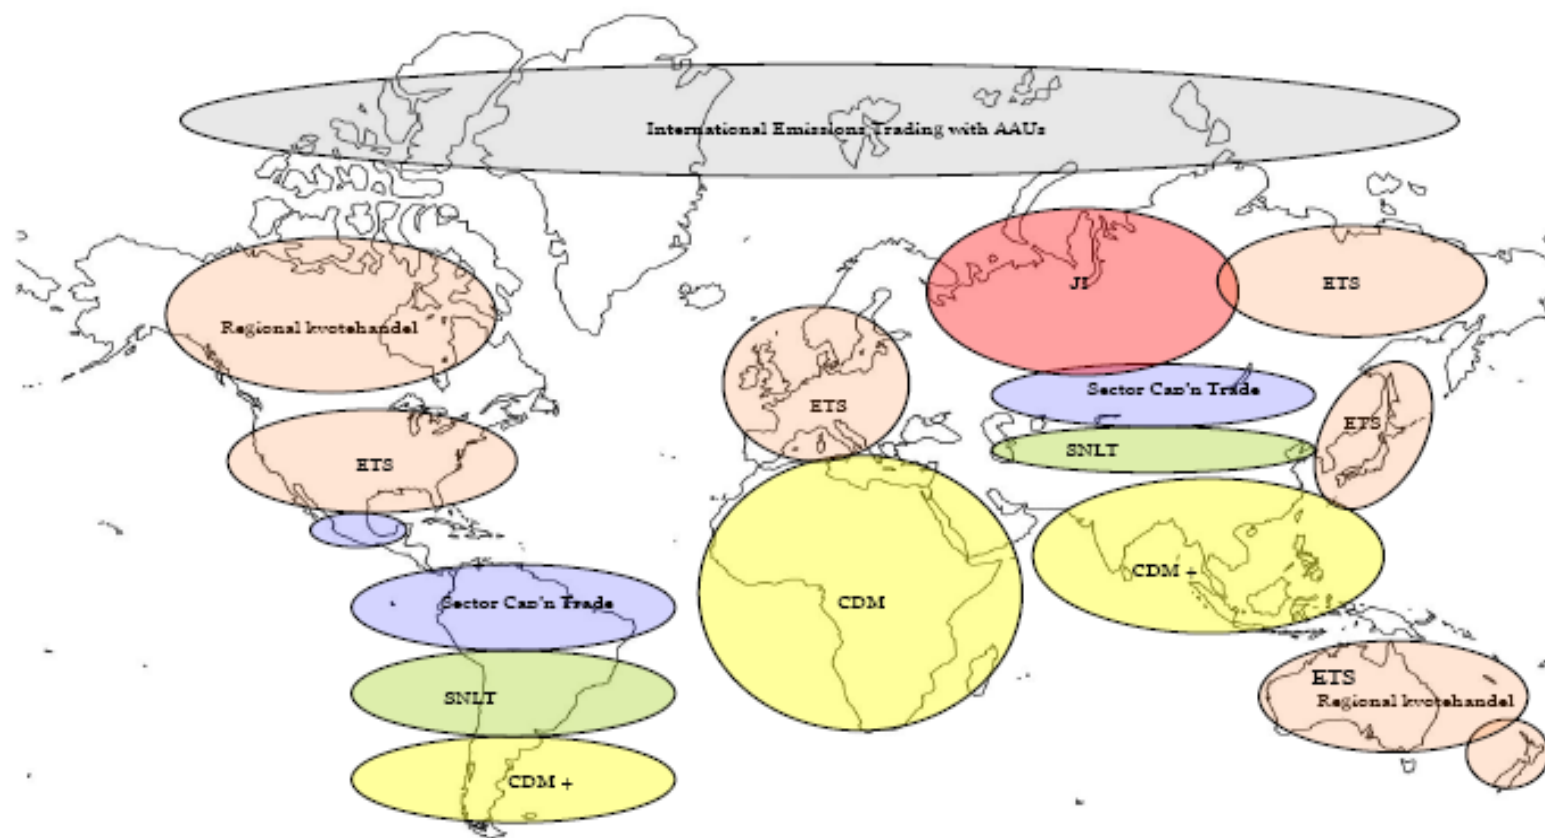 International Emissions Trading with AAUs
JI
ETS
Regional kvotehandel
Sector Cap'n Trade
ETS
ETS
SNLT
ETS
CDM +
Sector Cap'n Trade
CDM
ETS
SNLT
Regional kvotehandel
CDM +